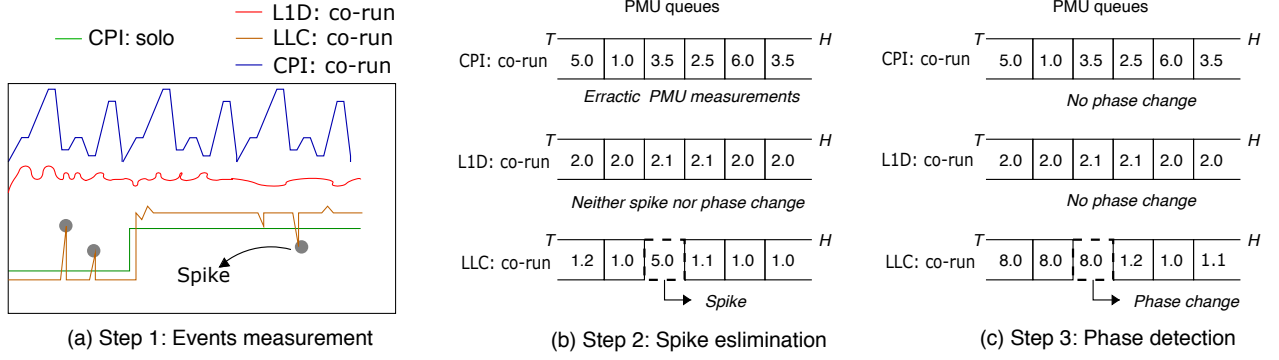 CPI: solo
L1D: co-run
LLC: co-run
CPI: co-run
Spike
(a) Step 1: Events measurement
PMU queues
T H
CPI: co-run 5.0 1.0 3.5 2.5 6.0 3.5
Erractic PMU measurements
T H
L1D: co-run 2.0 2.0 2.1 2.1 2.0 2.0
Neither spike nor phase change
T H
LLC: co-run 1.2 1.0 5.0 1.1 1.0 1.0
Spike
(b) Step 2: Spike eslimination
PMU queues
T H
CPI: co-run 5.0 1.0 3.5 2.5 6.0 3.5
No phase change
T H
L1D: co-run 2.0 2.0 2.1 2.1 2.0 2.0
No phase change
T H
LLC: co-run 8.0 8.0 8.0 1.2 1.0 1.1
Phase change
(c) Step 3: Phase detection